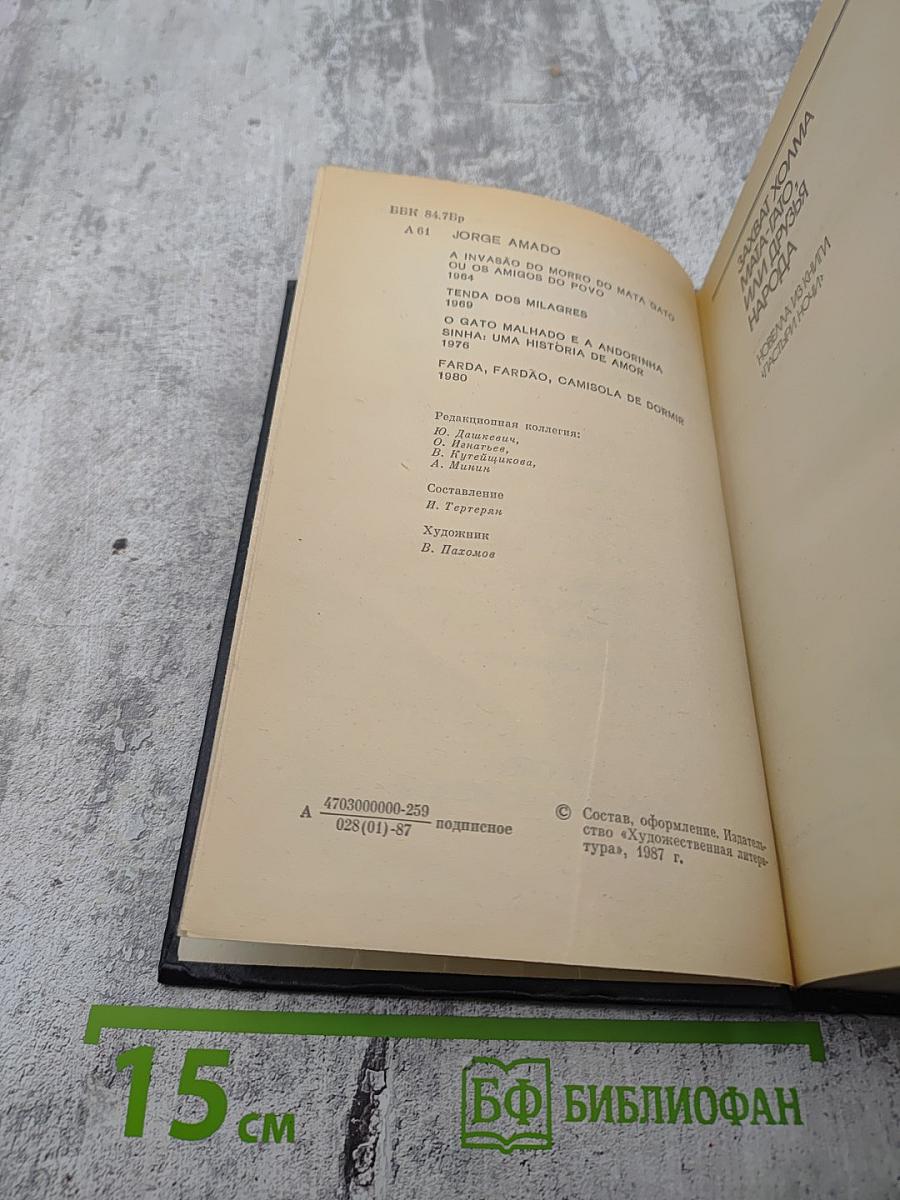 ББК 84.7Бр
А 61 JORGE AMADO
A INVASÃO DO MORRO DO MATA GATO
OU OS AMIGOS DO POVO
1964
TENDA DOS MILAGRES
1969
O GATO MALHADO E A ANDORINHA
SINHA: UMA HISTÒRIA DE AMOR
1976
FARDA, FARDÃO, CAMISOLA DE DORMIR
1980
Редакционная коллегия:
Ю. Дашкевич,
О. Игнатьев,
В. Кутейщикова,
А. Минин
Составление
И. Тертерян
Художник
В. Пахомов
А 4703000000-259
028(01)-87 подписное
© Состав, оформление. Издатель-
ство «Художественная литера-
тура», 1987 г.
ЗАХВАТ ХОЛМА
МАТА-ГАТО,
ИЛИ ДРУЗЬЯ
НАРОДА
НОВЕЛЛА ИЗ КНИГИ
«ПАСТЫРИ НОЧИ»
15 см
БФ БИБЛИОФАН